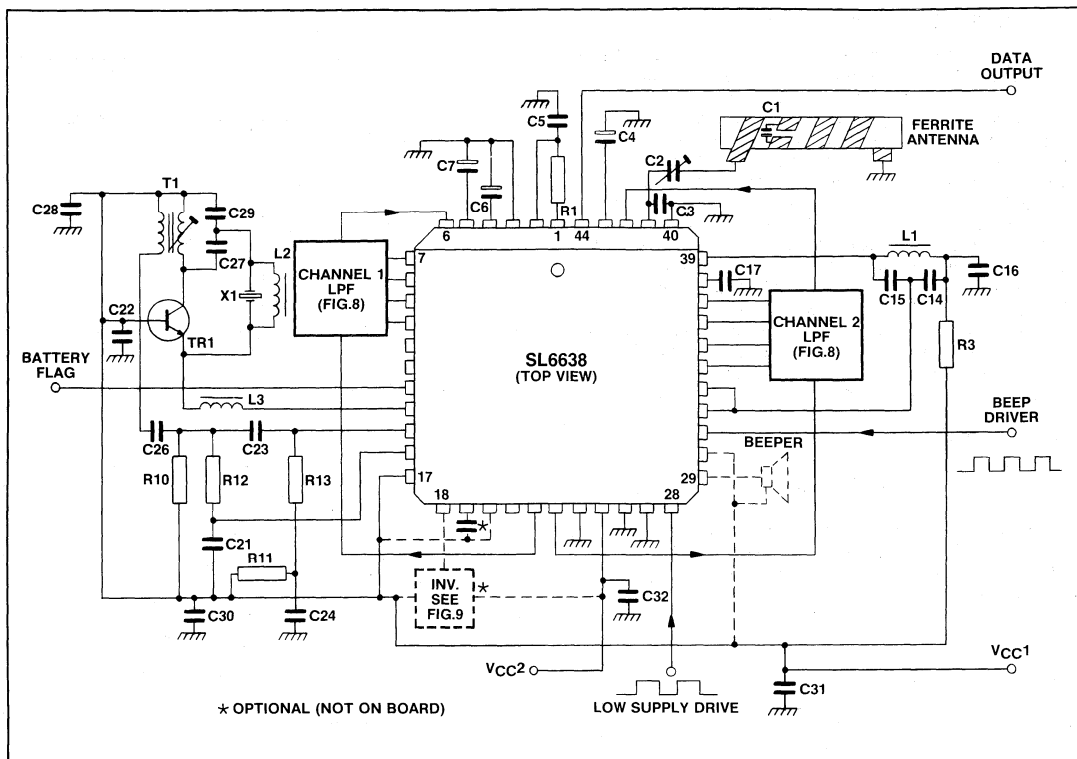 DATA
OUTPUT
C1
FERRITE
ANTENNA
C5
C4
C2
C3
C7
C6
R1
T1
C28
C29
C27
L2
X1
C22
TR1
CHANNEL 1
LPF
(FIG.8)
6
1
44
40
7
39
L1
C17
C15
C14
C16
R3
CHANNEL 2
LPF
(FIG.8)
SL6638
(TOP VIEW)
BATTERY
FLAG
L3
BEEP
DRIVER
BEEPER
C26
C23
R10
R12
R13
17
18
28
29
C21
R11
C30
C24
*
INV.
SEE
FIG.9
*
C32
VCC2
VCC1
C31
* OPTIONAL (NOT ON BOARD)
LOW SUPPLY DRIVE